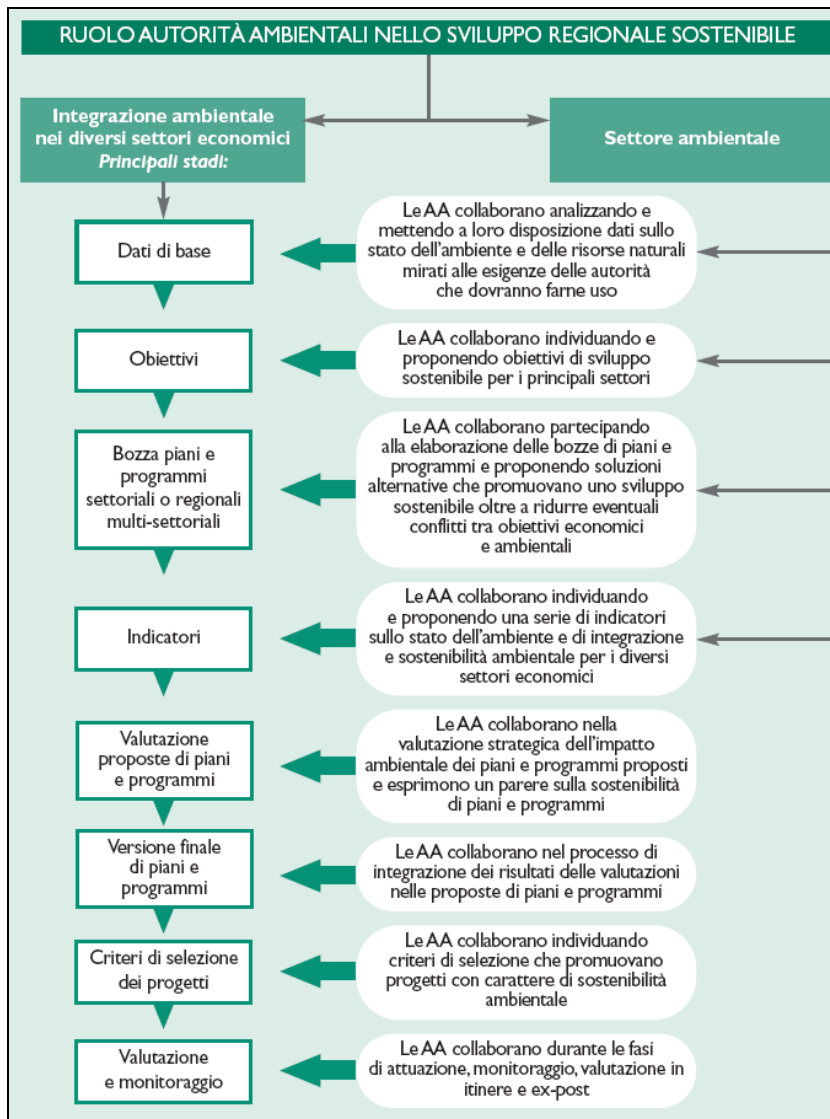 RUOLO AUTORITÀ AMBIENTALI NELLO SVILUPPO REGIONALE SOSTENIBILE
Integrazione ambientale
nei diversi settori economici
Principali stadi:
Settore ambientale
Dati di base
Le AA collaborano analizzando e
mettendo a loro disposizione dati sullo
stato dell'ambiente e delle risorse naturali
mirati alle esigenze delle autorità
che dovranno farne uso
Obiettivi
Le AA collaborano individuando e
proponendo obiettivi di sviluppo
sostenibile per i principali settori
Bozza piani e
programmi
settoriali o regionali
multi-settoriali
Le AA collaborano partecipando
alla elaborazione delle bozze di piani e
programmi e proponendo soluzioni
alternative che promuovano uno sviluppo
sostenibile oltre a ridurre eventuali
conflitti tra obiettivi economici
e ambientali
Indicatori
Le AA collaborano individuando
e proponendo una serie di indicatori
sullo stato dell'ambiente e di integrazione
e sostenibilità ambientale per i diversi
settori economici
Valutazione
proposte di piani
e programmi
Le AA collaborano nella
valutazione strategica dell'impatto
ambientale dei piani e programmi proposti
e esprimono un parere sulla sostenibilità
di piani e programmi
Versione finale
di piani e
programmi
Le AA collaborano nel processo di
integrazione dei risultati delle valutazioni
nelle proposte di piani e programmi
Criteri di selezione
dei progetti
Le AA collaborano individuando
criteri di selezione che promuovano
progetti con carattere di sostenibilità
ambientale
Valutazione
e monitoraggio
Le AA collaborano durante le fasi
di attuazione, monitoraggio, valutazione in
itinere e ex-post